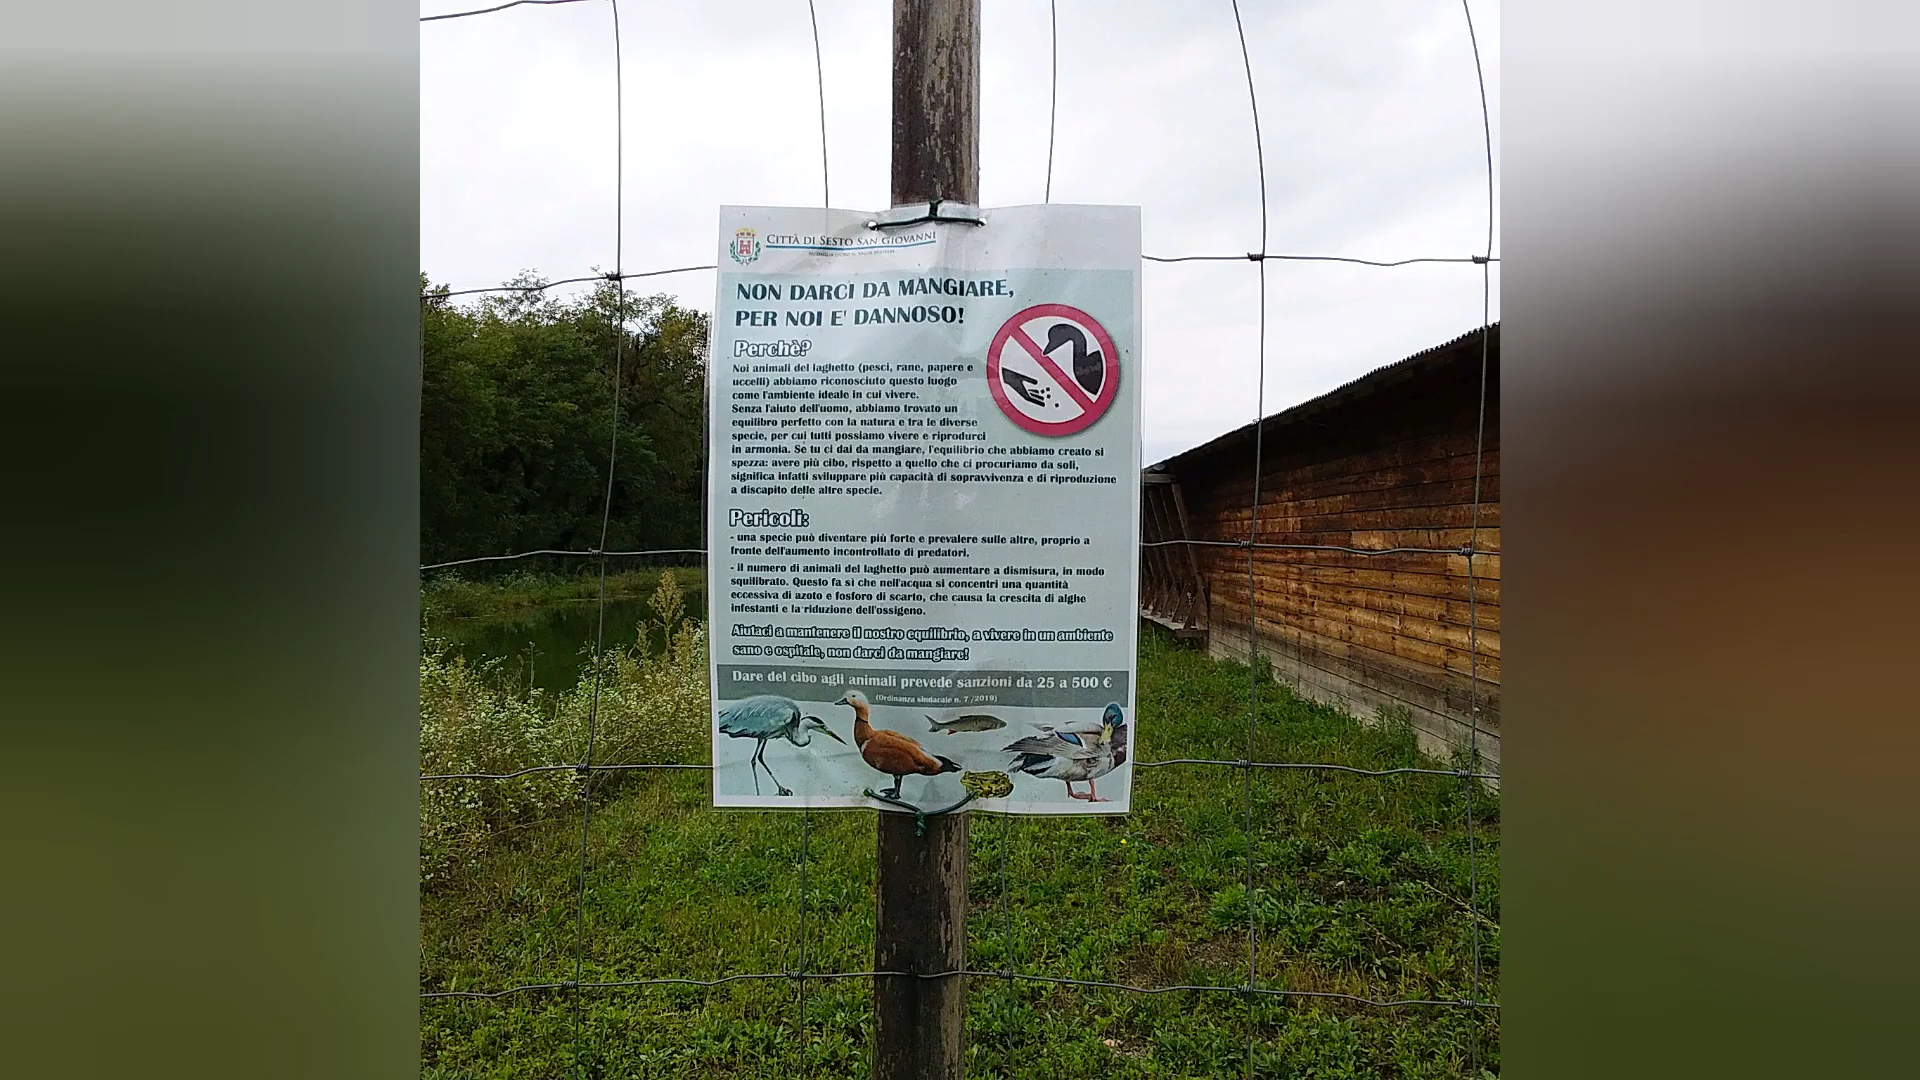 CITTÀ DI SESTO SAN GIOVANNI
NON DARCI DA MANGIARE,
PER NOI E' DANNOSO!
Perchè?
Noi animali del laghetto (pesci, rane, papere e
uccelli) abbiamo riconosciuto questo luogo
come l'ambiente ideale in cui vivere.
Senza l'aiuto dell'uomo, abbiamo trovato un
equilibro perfetto con la natura e tra le diverse
specie, per cui tutti possiamo vivere e riprodurci
in armonia. Se tu ci dai da mangiare, l'equilibrio che abbiamo creato si
spezza: avere più cibo, rispetto a quello che ci procuriamo da soli,
significa infatti sviluppare più capacità di sopravvivenza e di riproduzione
a discapito delle altre specie.
Pericoli:
- una specie può diventare più forte e prevalere sulle altre, proprio a
fronte dell'aumento incontrollato di predatori.
- il numero di animali del laghetto può aumentare a dismisura, in modo
squilibrato. Questo fa sì che nell'acqua si concentri una quantità
eccessiva di azoto e fosforo di scarto, che causa la crescita di alghe
infestanti e la riduzione dell'ossigeno.
Aiutaci a mantenere il nostro equilibrio, a vivere in un ambiente
sano e ospitale, non darci da mangiare!
Dare del cibo agli animali prevede sanzioni da 25 a 500 €
(Ordinanza sindacale n. 7 /2019)